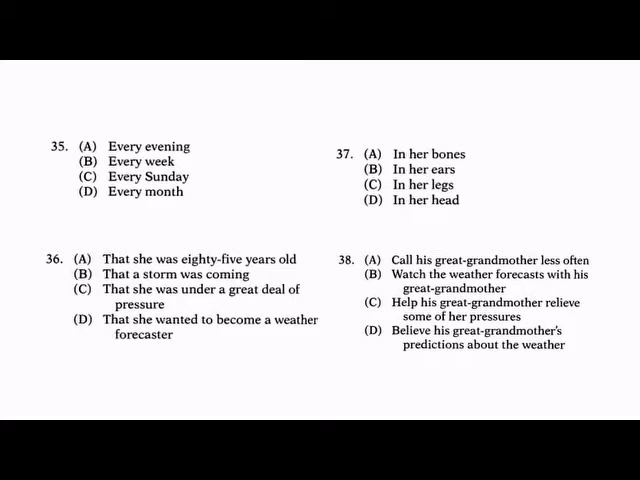 35. (A) Every evening
(B) Every week
(C) Every Sunday
(D) Every month
36. (A) That she was eighty-five years old
(B) That a storm was coming
(C) That she was under a great deal of
pressure
(D) That she wanted to become a weather
forecaster
37. (A) In her bones
(B) In her ears
(C) In her legs
(D) In her head
38. (A) Call his great-grandmother less often
(B) Watch the weather forecasts with his
great-grandmother
(C) Help his great-grandmother relieve
some of her pressures
(D) Believe his great-grandmother's
predictions about the weather